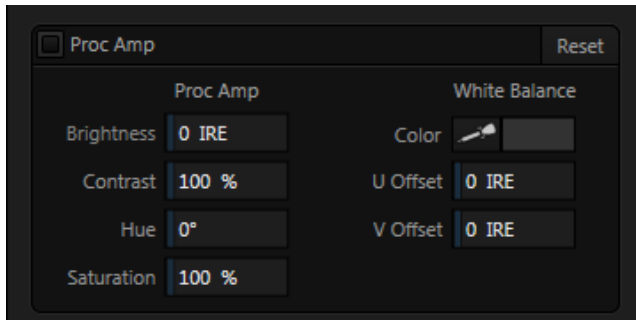 Proc Amp Reset
Proc Amp White Balance
Brightness 0 IRE Color
Contrast 100 % U Offset 0 IRE
Hue 0° V Offset 0 IRE
Saturation 100 %